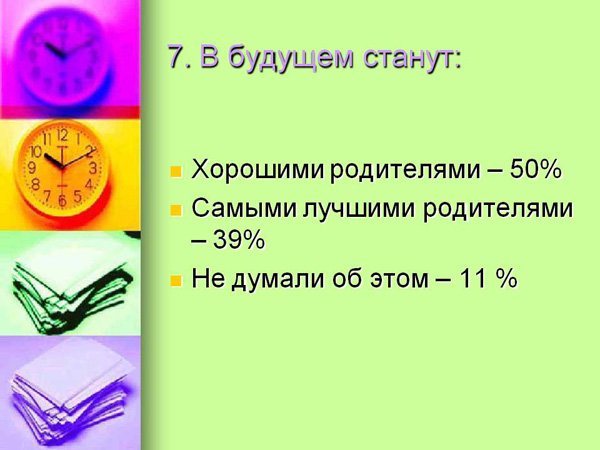 7. В будущем станут:
Хорошими родителями – 50%
Самыми лучшими родителями
– 39%
Не думали об этом – 11 %